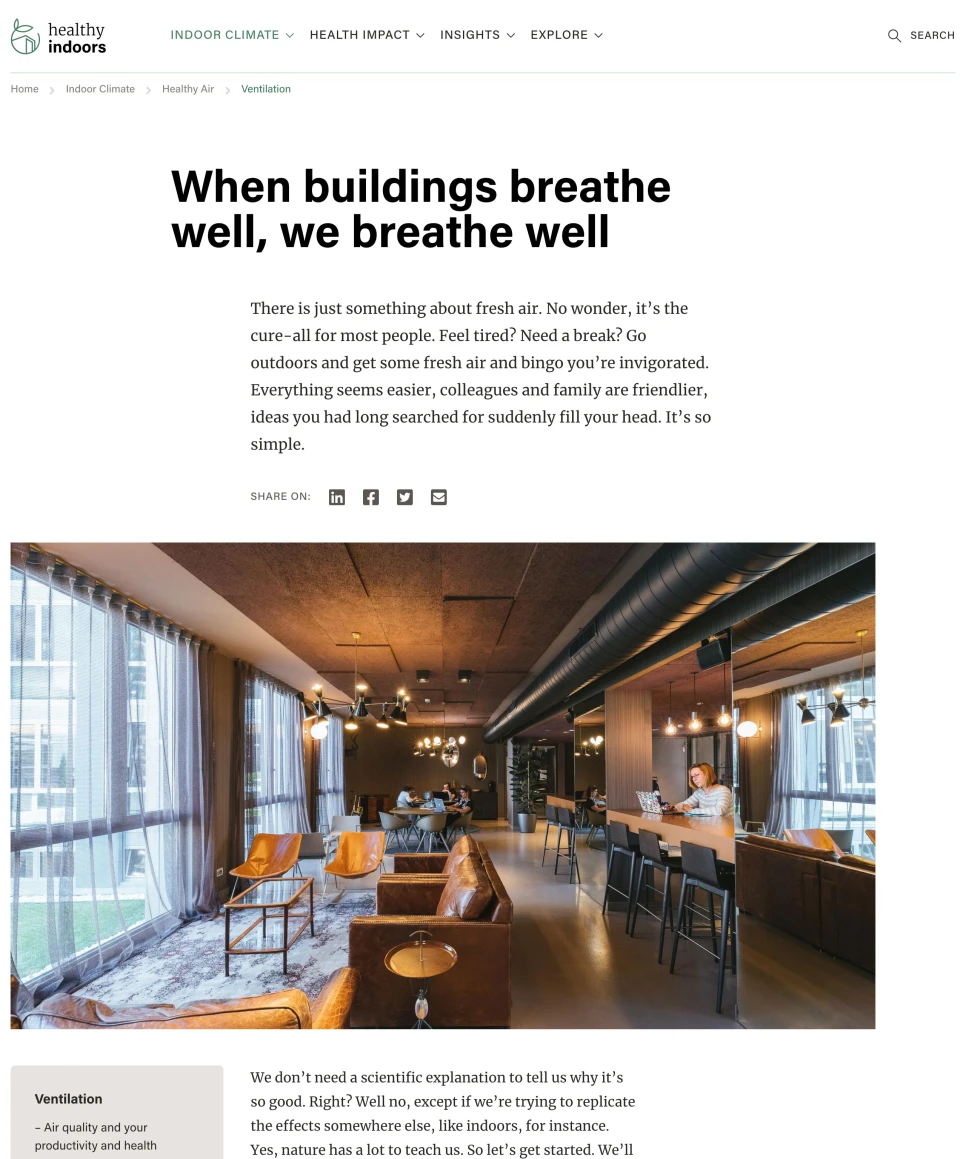 healthy
indoors
INDOOR CLIMATE
HEALTH IMPACT
INSIGHTS
EXPLORE
SEARCH
Home
Indoor Climate
Healthy Air
Ventilation
When buildings breathe
well, we breathe well
There is just something about fresh air. No wonder, it’s the
cure-all for most people. Feel tired? Need a break? Go
outdoors and get some fresh air and bingo you’re invigorated.
Everything seems easier, colleagues and family are friendlier,
ideas you had long searched for suddenly fill your head. It’s so
simple.
SHARE ON:
Ventilation
– Air quality and your
productivity and health
We don’t need a scientific explanation to tell us why it’s
so good. Right? Well no, except if we’re trying to replicate
the effects somewhere else, like indoors, for instance.
Yes, nature has a lot to teach us. So let’s get started. We’ll